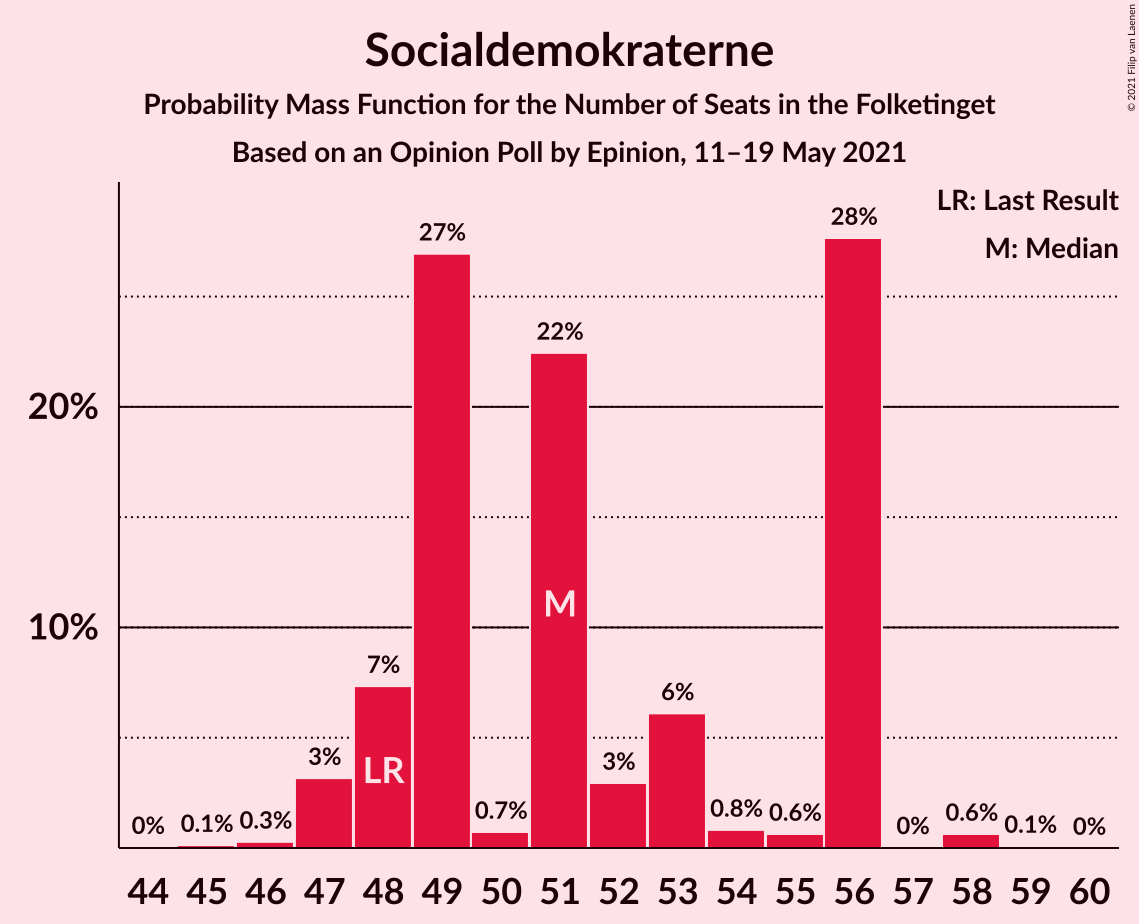 Socialdemokraterne
Probability Mass Function for the Number of Seats in the Folketinget
Based on an Opinion Poll by Epinion, 11–19 May 2021
© 2021 Filip van Laenen
LR: Last Result
M: Median
20%
10%
0%
0.1%
0.3%
3%
7%
27%
0.7%
22%
3%
6%
0.8%
0.6%
28%
0%
0.6%
0.1%
0%
LR
M
44 45 46 47 48 49 50 51 52 53 54 55 56 57 58 59 60